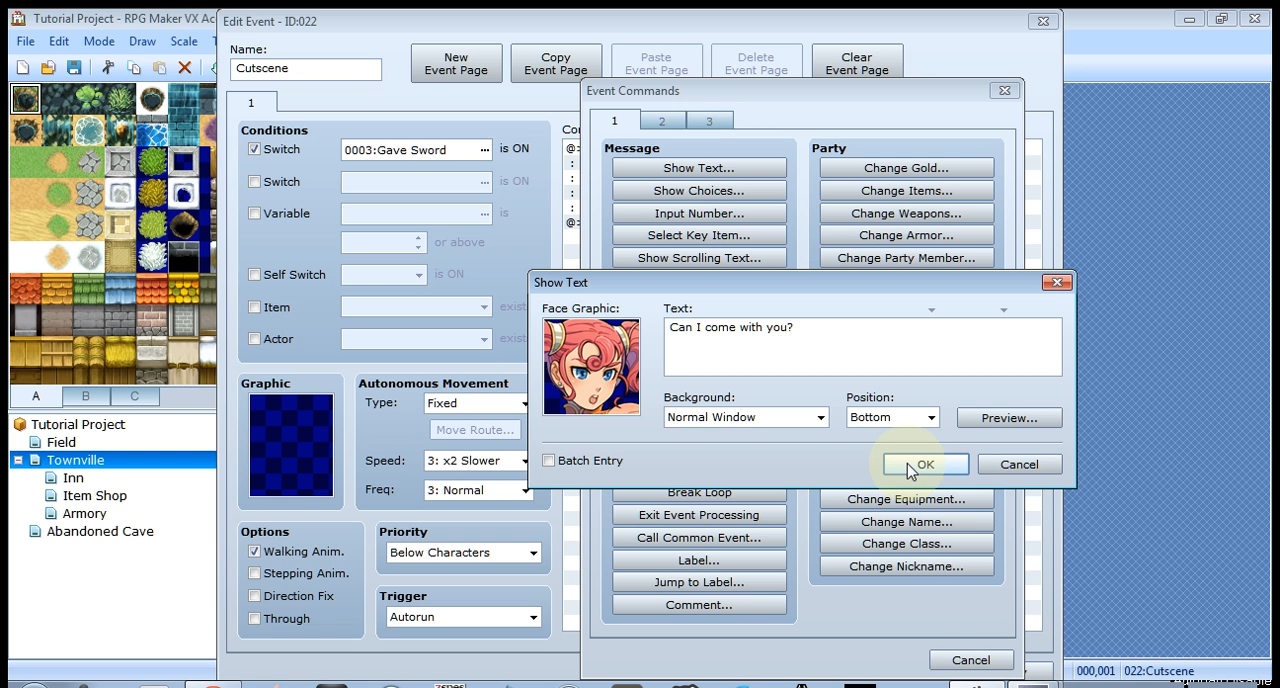 Tutorial Project - RPG Maker VX Ac
File Edit Mode Draw Scale
A B C
Tutorial Project
Field
Townville
Inn
Item Shop
Armory
Abandoned Cave
Edit Event - ID:022
Name:
Cutscene
New Event Page
Copy Event Page
Paste Event Page
Delete Event Page
Clear Event Page
1
Conditions
Switch 0003:Gave Sword ... is ON
Switch ... is ON
Variable ... is
or above
Self Switch is ON
Item exist
Actor exist
Graphic
Autonomous Movement
Type: Fixed
Move Route...
Speed: 3: x2 Slower
Freq: 3: Normal
Options
Walking Anim.
Stepping Anim.
Direction Fix
Through
Priority
Below Characters
Trigger
Autorun
Co
@>
:
:
:
:
@>
Event Commands
1 2 3
Message
Show Text...
Show Choices...
Input Number...
Select Key Item...
Show Scrolling Text...
Party
Change Gold...
Change Items...
Change Weapons...
Change Armor...
Change Party Member...
Show Text
Face Graphic:
Text:
Can I come with you?
Background:
Normal Window
Position:
Bottom
Preview...
Batch Entry
OK
Cancel
Break Loop
Exit Event Processing
Call Common Event...
Label...
Jump to Label...
Comment...
Change Equipment...
Change Name...
Change Class...
Change Nickname...
Cancel
000,001 022:Cutscene